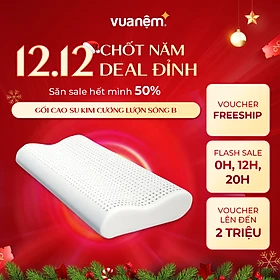 vuanệm
12.12 CHỐT NĂM
DEAL ĐỈNH
Săn sale hết mình 50%
GỐI CAO SU KIM CƯƠNG LƯỢN SÓNG B
VOUCHER
FREESHIP
FLASH SALE
0H, 12H,
20H
VOUCHER
LÊN ĐẾN
2 TRIỆU